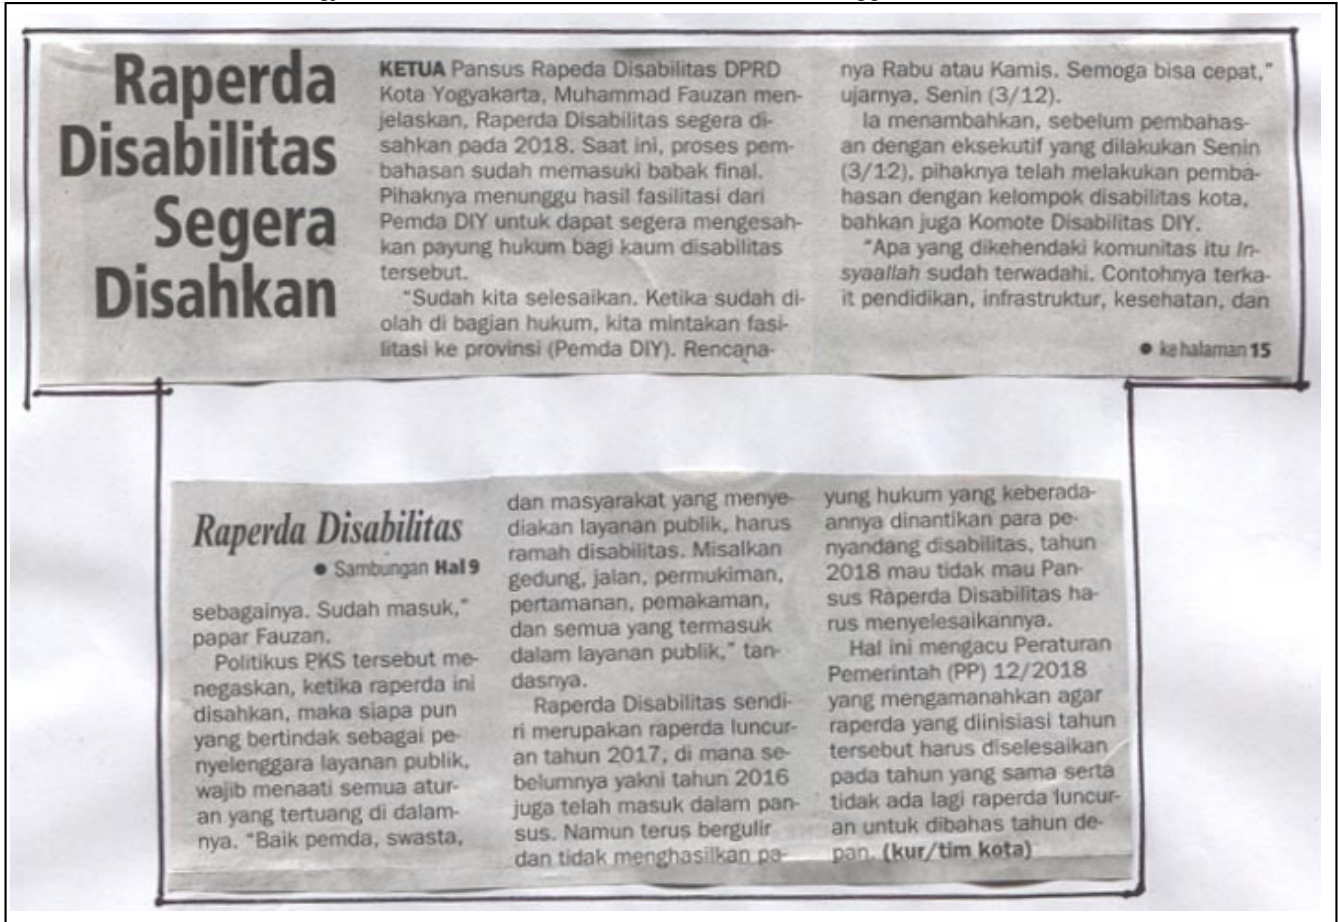 Raperda
Disabilitas
Segera
Disahkan
KETUA Pansus Rapeda Disabilitas DPRD
Kota Yogyakarta, Muhammad Fauzan men-
jelaskan, Raperda Disabilitas segera di-
sahkan pada 2018. Saat ini, proses pem-
bahasan sudah memasuki babak final.
Pihaknya menunggu hasil fasilitasi dari
Pemda DIY untuk dapat segera mengesah-
kan payung hukum bagi kaum disabilitas
tersebut.
"Sudah kita selesaikan. Ketika sudah di-
olah di bagian hukum, kita mintakan fasi-
litasi ke provinsi (Pemda DIY). Rencana-
nya Rabu atau Kamis. Semoga bisa cepat,"
ujarnya, Senin (3/12).
Ia menambahkan, sebelum pembahas-
an dengan eksekutif yang dilakukan Senin
(3/12), pihaknya telah melakukan pemba-
hasan dengan kelompok disabilitas kota,
bahkan juga Komote Disabilitas DIY.
"Apa yang dikehendaki komunitas itu In-
syaallah sudah terwadahi. Contohnya terka-
it pendidikan, infrastruktur, kesehatan, dan
● ke halaman 15
Raperda Disabilitas
● Sambungan Hal 9
sebagainya. Sudah masuk,"
papar Fauzan.
Politikus PKS tersebut me-
negaskan, ketika raperda ini
disahkan, maka siapa pun
yang bertindak sebagai pe-
nyelenggara layanan publik,
wajib menaati semua atur-
an yang tertuang di dalam-
nya. "Baik pemda, swasta,
dan masyarakat yang menye-
diakan layanan publik, harus
ramah disabilitas. Misalkan
gedung, jalan, permukiman,
pertamanan, pemakaman,
dan semua yang termasuk
dalam layanan publik," tan-
dasnya.
Raperda Disabilitas sendi-
ri merupakan raperda luncur-
an tahun 2017, di mana se-
belumnya yakni tahun 2016
juga telah masuk dalam pan-
sus. Namun terus bergulir
dan tidak menghasilkan pa-
yung hukum yang keberada-
annya dinantikan para pe-
nyandang disabilitas, tahun
2018 mau tidak mau Pan-
sus Raperda Disabilitas ha-
rus menyelesaikannya.
Hal ini mengacu Peraturan
Pemerintah (PP) 12/2018
yang mengamanahkan agar
raperda yang diinisiasi tahun
tersebut harus diselesaikan
pada tahun yang sama serta
tidak ada lagi raperda luncur-
an untuk dibahas tahun de-
pan. (kur/tim kota)